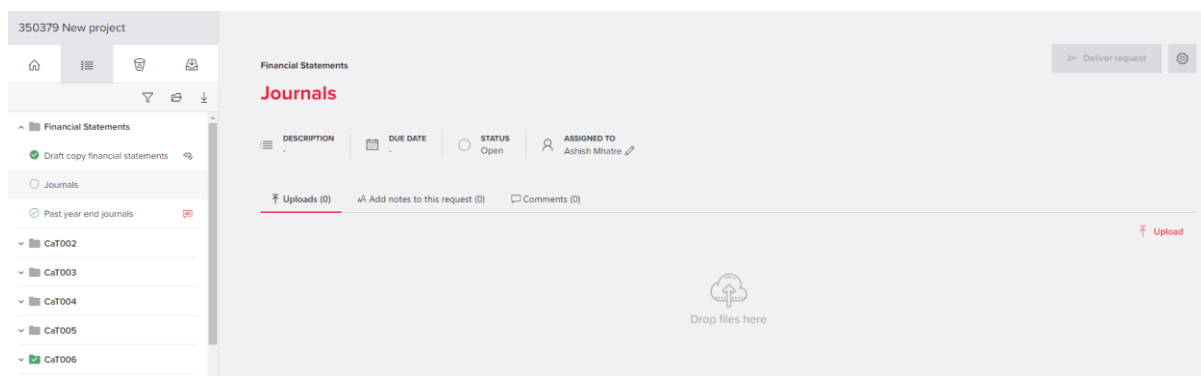 350379 New project
Financial Statements
Draft copy financial statements
Journals
Past year end journals
CaT002
CaT003
CaT004
CaT005
CaT006
Financial Statements
Deliver request
Journals
DESCRIPTION
-
DUE DATE
-
STATUS
Open
ASSIGNED TO
Ashish Mhatre
Uploads (0) Add notes to this request (0) Comments (0)
Upload
Drop files here